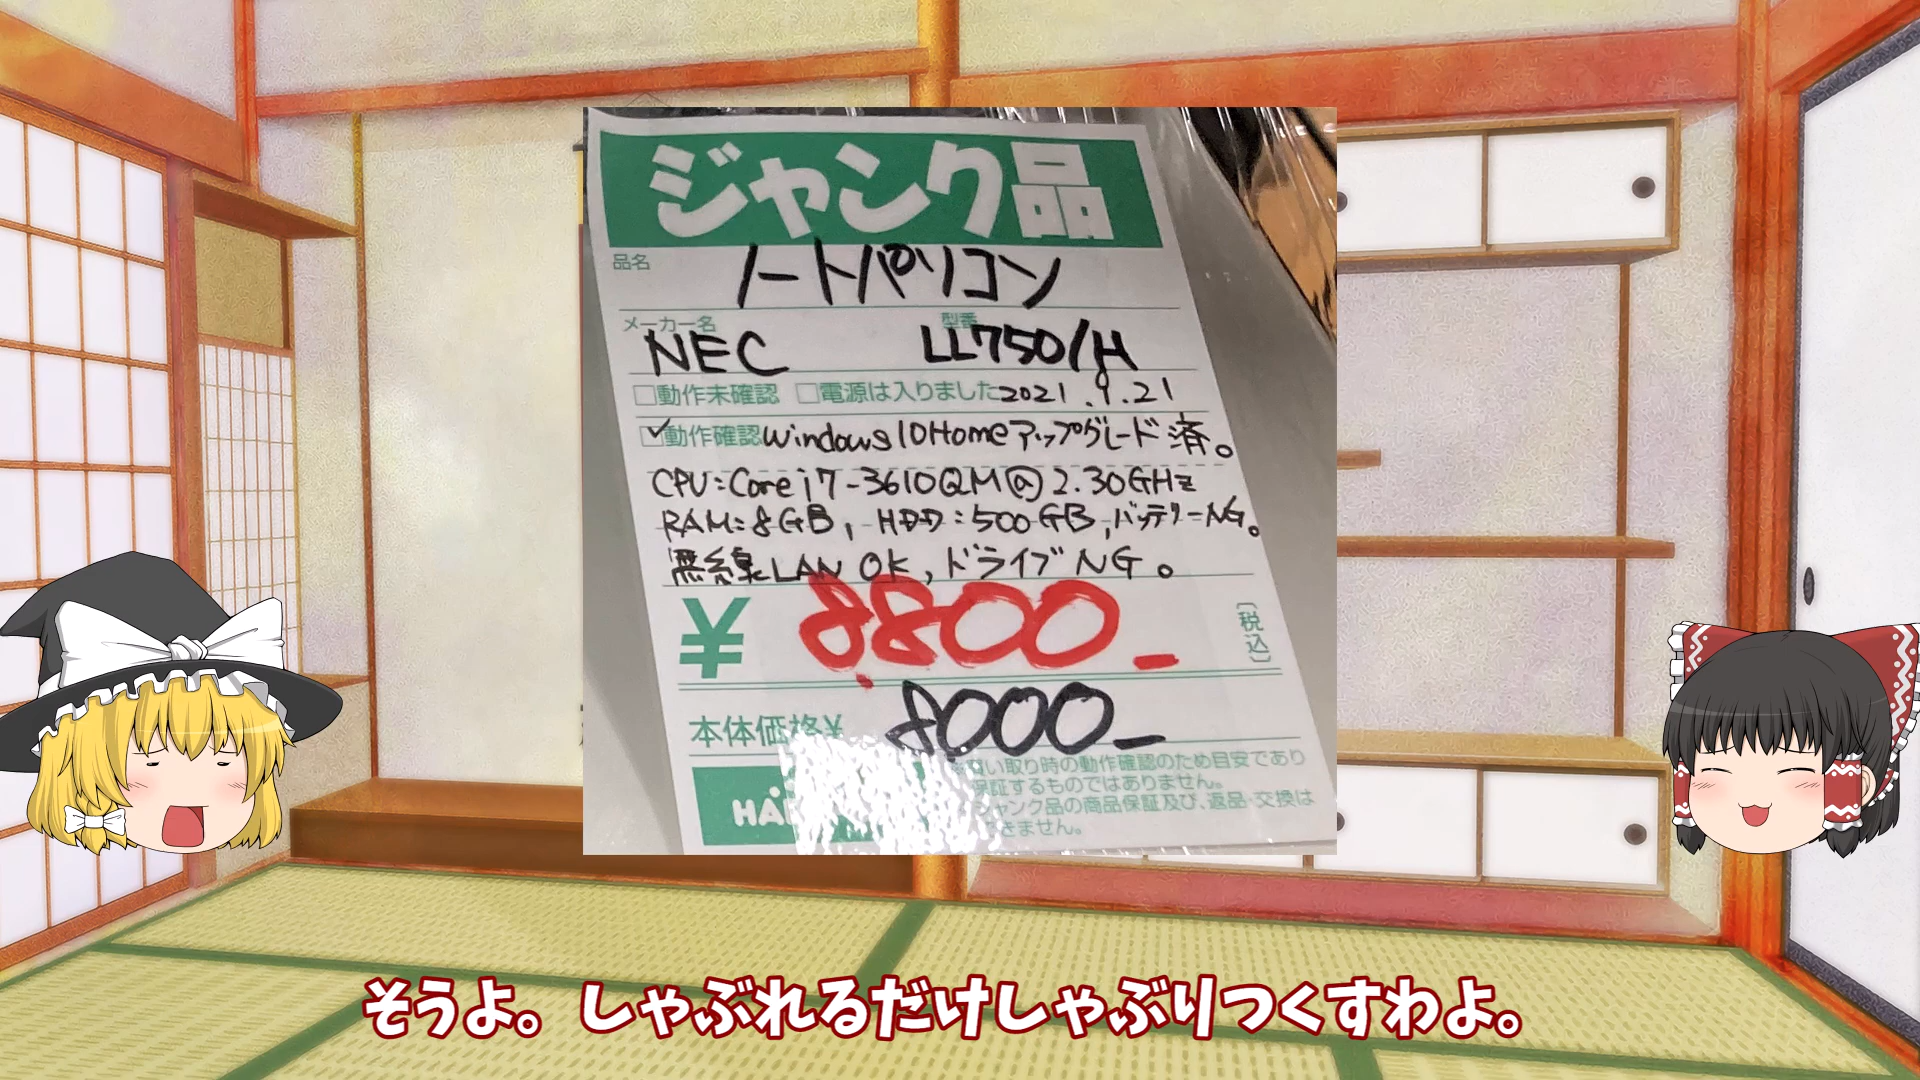 ジャンク品
品名 ノートパソコン
メーカー名 NEC 型番 LL750/H
□動作未確認 □電源は入りました 2021.9.21
☑動作確認 Windows10Homeアップグレード済。
CPU:Core i7-3610QM@2.30GHz
RAM:8GB, HDD:500GB, バッテリーNG。
無線LAN OK, ドライブNG。
¥ 8800- (税込)
本体価格¥ 8000-
買い取り時の動作確認のため目安であり
保証するものではありません。
ジャンク品の商品保証及び、返品・交換は
できません。
そうよ。しゃぶれるだけしゃぶりつくすわよ。